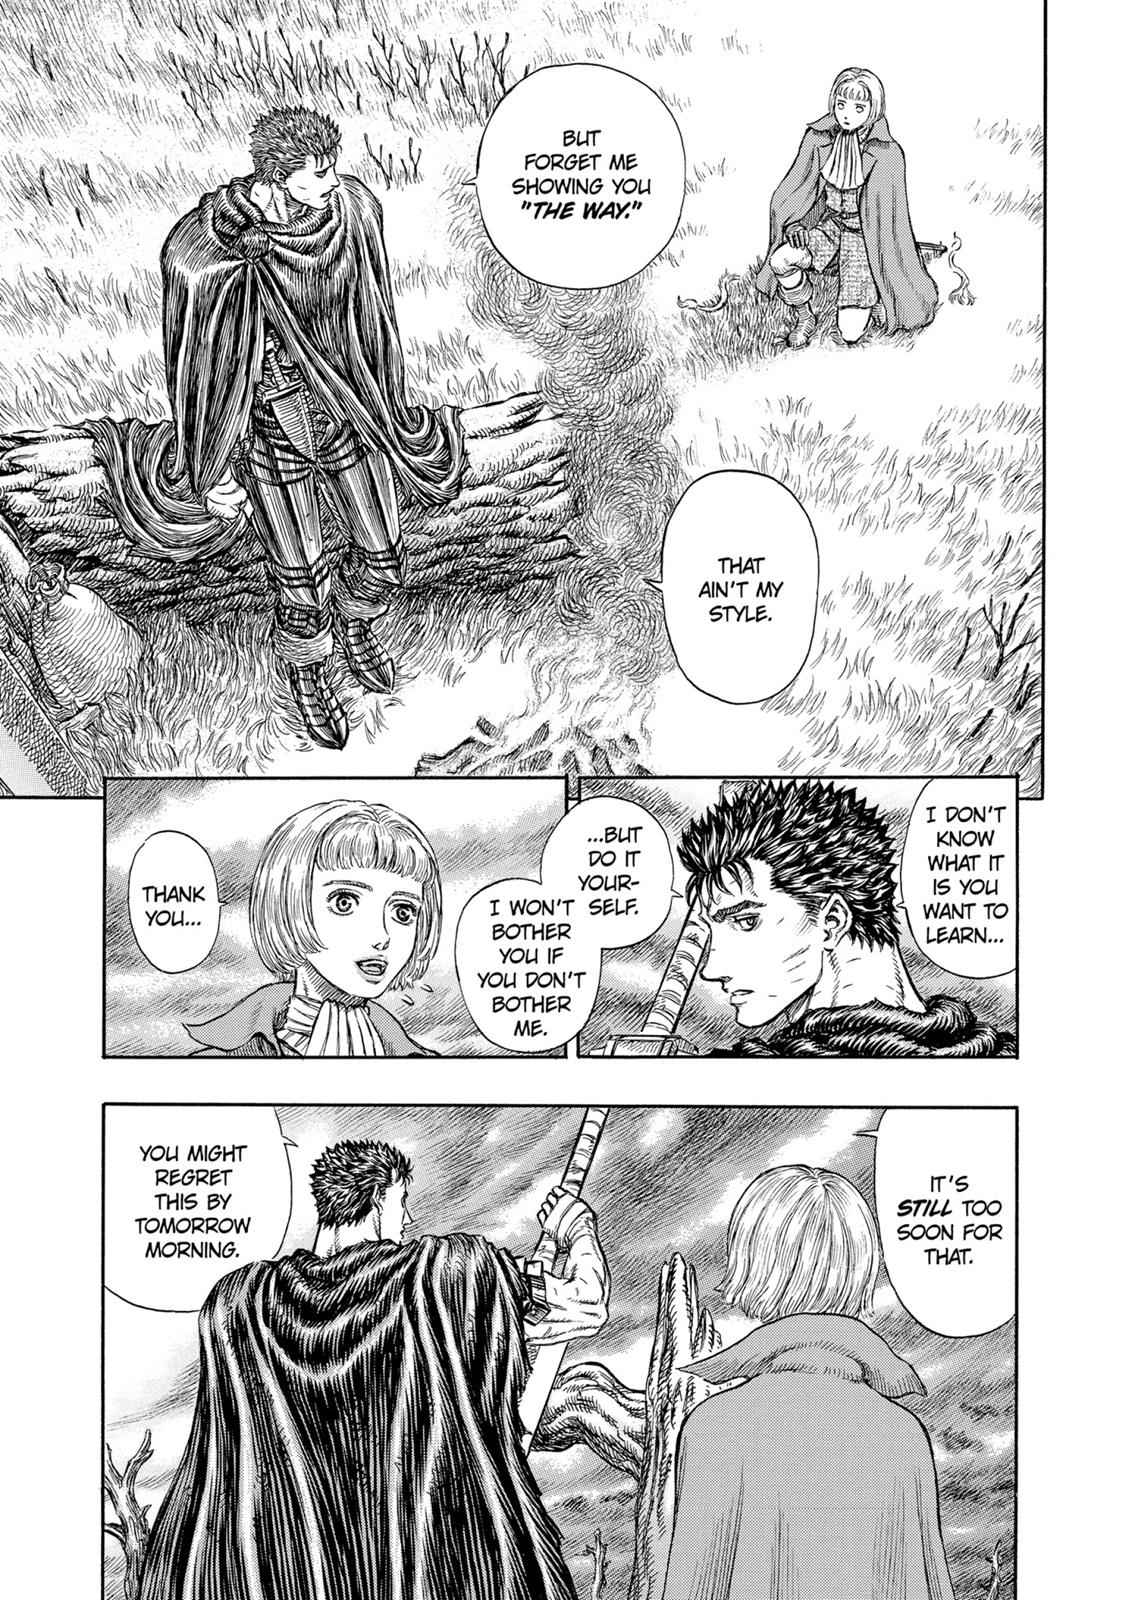 BUT
FORGET ME
SHOWING YOU
"THE WAY."
THAT
AIN'T MY
STYLE.
I DON'T
KNOW
WHAT IT
IS YOU
WANT TO
LEARN...
...BUT
DO IT
YOUR-
SELF.
I WON'T
BOTHER
YOU IF
YOU DON'T
BOTHER
ME.
THANK
YOU...
IT'S
STILL TOO
SOON FOR
THAT.
YOU MIGHT
REGRET
THIS BY
TOMORROW
MORNING.